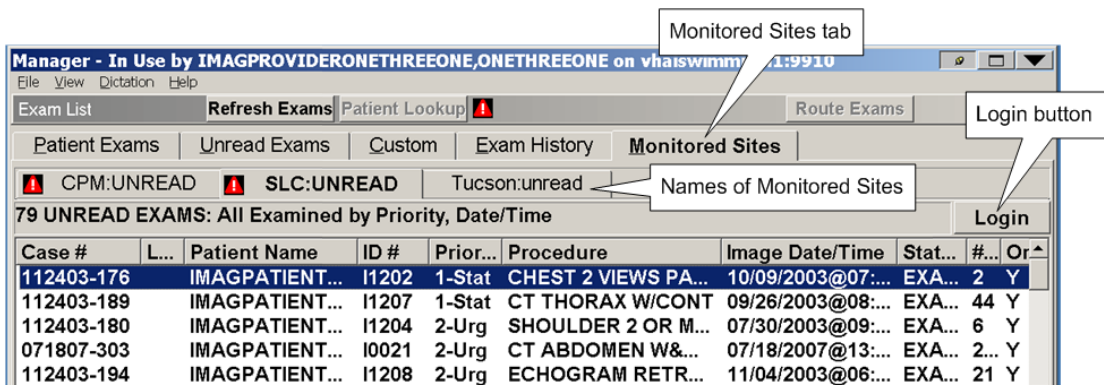 Monitored Sites tab
Manager - In Use by IMAGPROVIDERONETHREEONE,ONETHREEONE on vhaiswimm 1:9910
File View Dictation Help
Exam List Refresh Exams Patient Lookup Route Exams
Login button
Patient Exams Unread Exams Custom Exam History Monitored Sites
CPM:UNREAD SLC:UNREAD Tucson:unread Names of Monitored Sites
79 UNREAD EXAMS: All Examined by Priority, Date/Time Login
Case # L... Patient Name ID # Prior... Procedure Image Date/Time Stat... #... Or
112403-176 IMAGPATIENT... I1202 1-Stat CHEST 2 VIEWS PA... 10/09/2003@07:... EXA... 2 Y
112403-189 IMAGPATIENT... I1207 1-Stat CT THORAX W/CONT 09/26/2003@08:... EXA... 44 Y
112403-180 IMAGPATIENT... I1204 2-Urg SHOULDER 2 OR M... 07/30/2003@09:... EXA... 6 Y
071807-303 IMAGPATIENT... I0021 2-Urg CT ABDOMEN W&... 07/18/2007@13:... EXA... 2... Y
112403-194 IMAGPATIENT... I1208 2-Urg ECHOGRAM RETR... 11/04/2003@06:... EXA... 21 Y